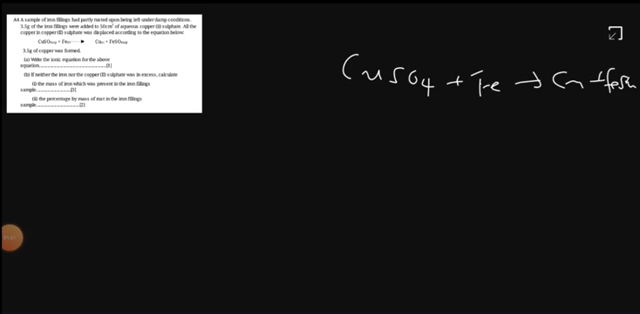 A4 A sample of iron fillings had partly rusted upon being left under damp conditions.
3.5g of the iron fillings were added to 50cm³ of aqueous copper (ii) sulphate. All the
copper in copper (II) sulphate was displaced according to the equation below:
CuSO₄₍ₐq₎ + Fe₍s₎ → Cu₍s₎ + FeSO₄₍ₐq₎
3.1g of copper was formed.
(a) Write the ionic equation for the above
equation..............................[1]
(b) If neither the iron nor the copper (II) sulphate was in excess, calculate
(i) the mass of iron which was present in the iron fillings
sample...............[3]
(ii) the percentage by mass of rust in the iron fillings
sample....................[2]
CuSO4 + Fe → Cu + feso4